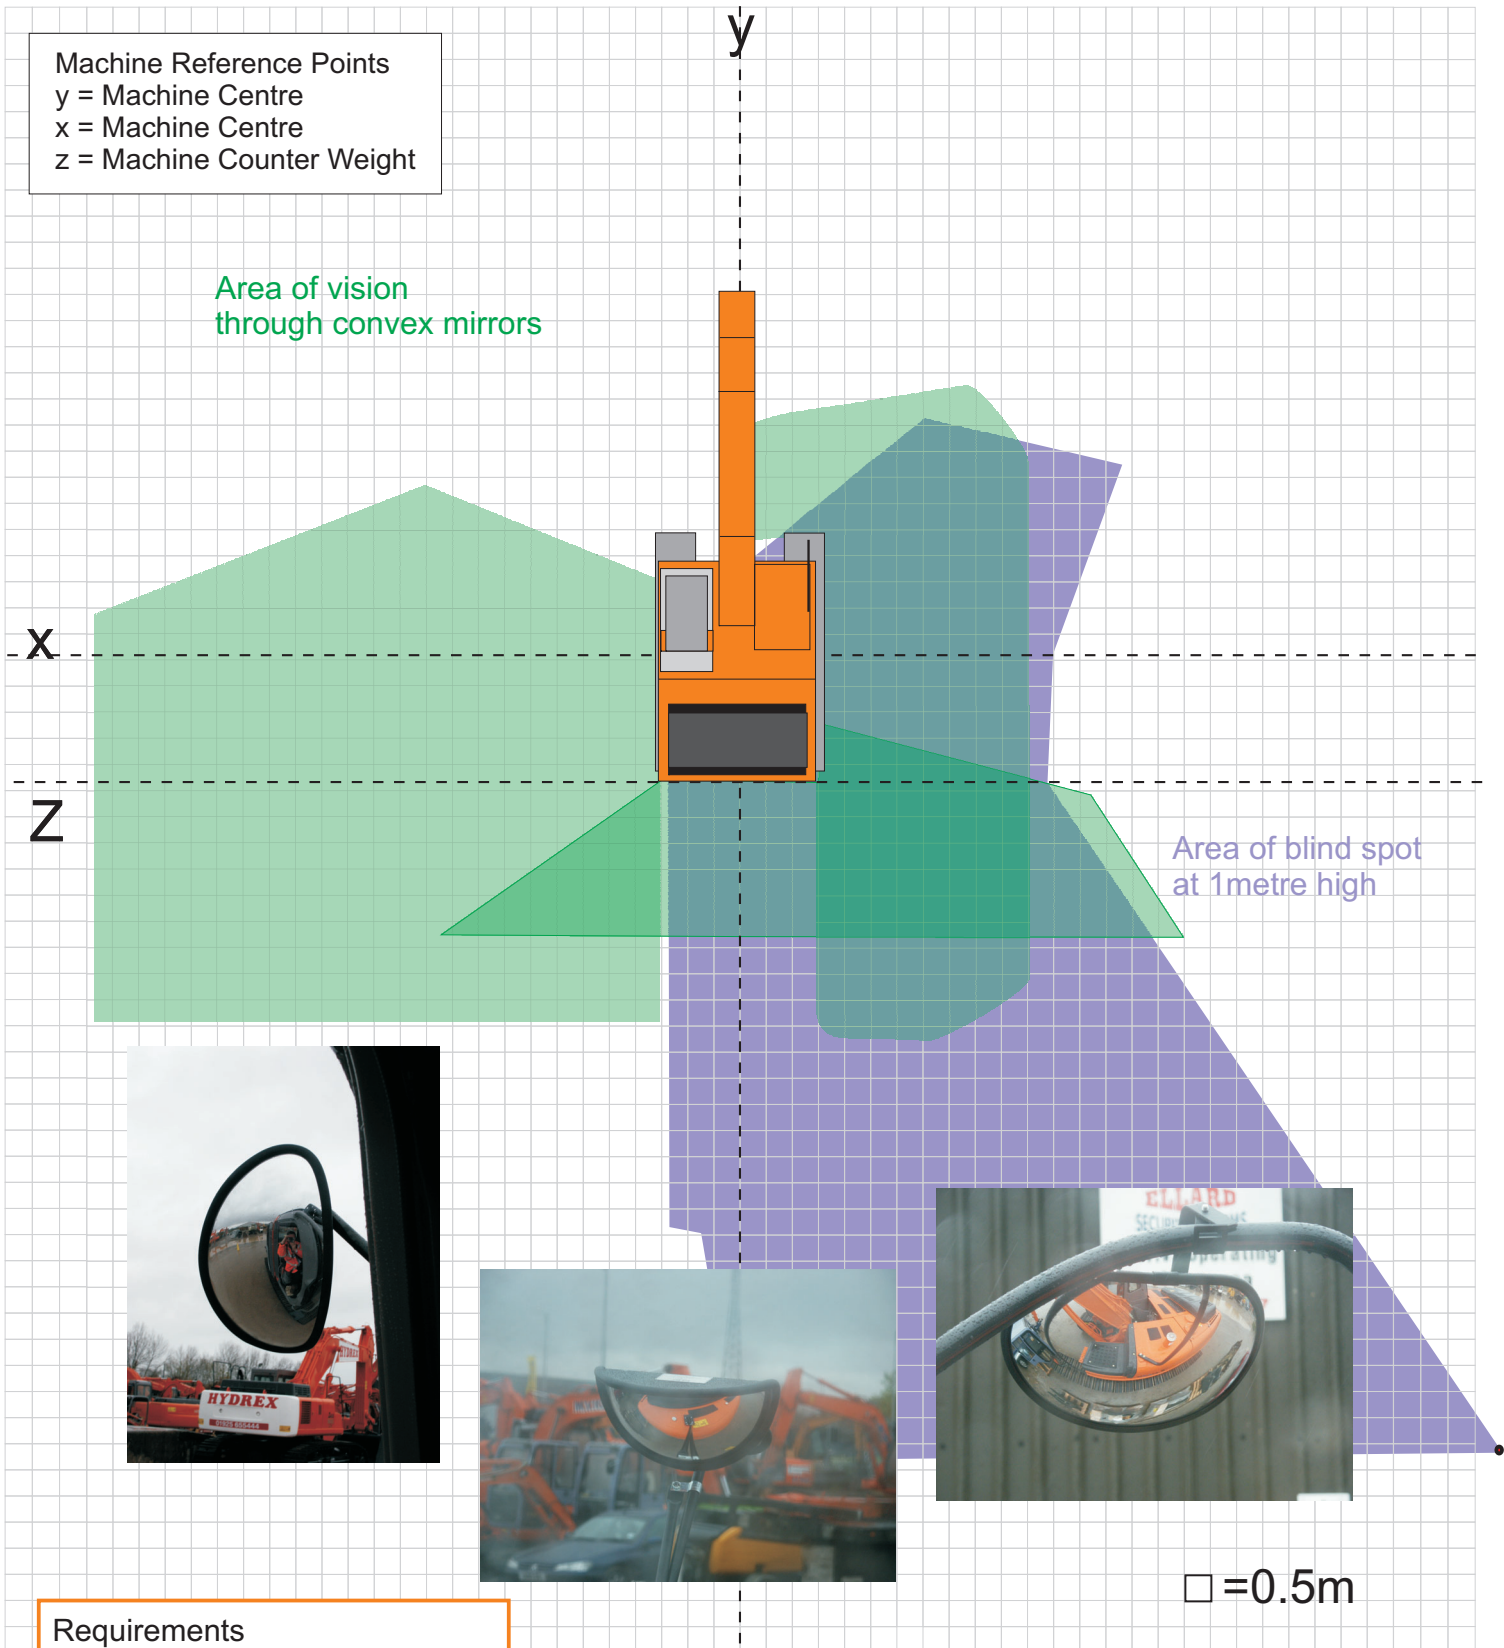 y
Machine Reference Points
y = Machine Centre
x = Machine Centre
z = Machine Counter Weight
Area of vision
through convex mirrors
x
Z
Area of blind spot
at 1metre high
ELLARD
HYDREX
=0.5m
Requirements